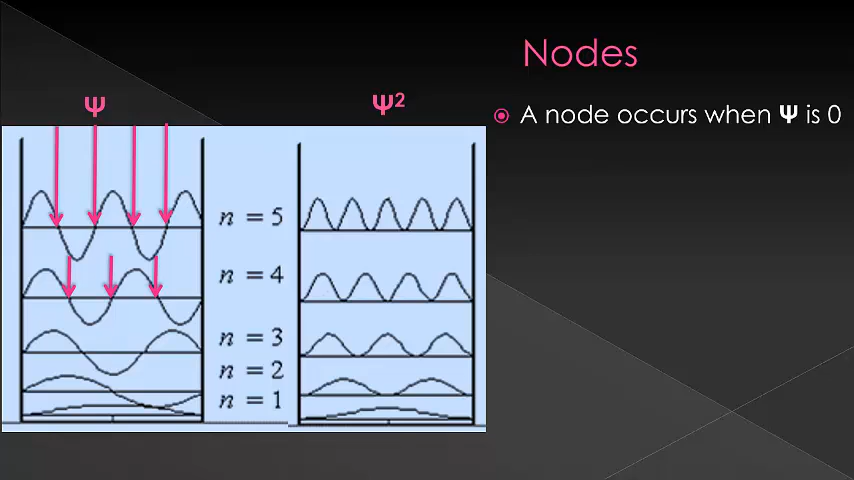 Nodes
Ψ
Ψ²
A node occurs when Ψ is 0
n = 5
n = 4
n = 3
n = 2
n = 1